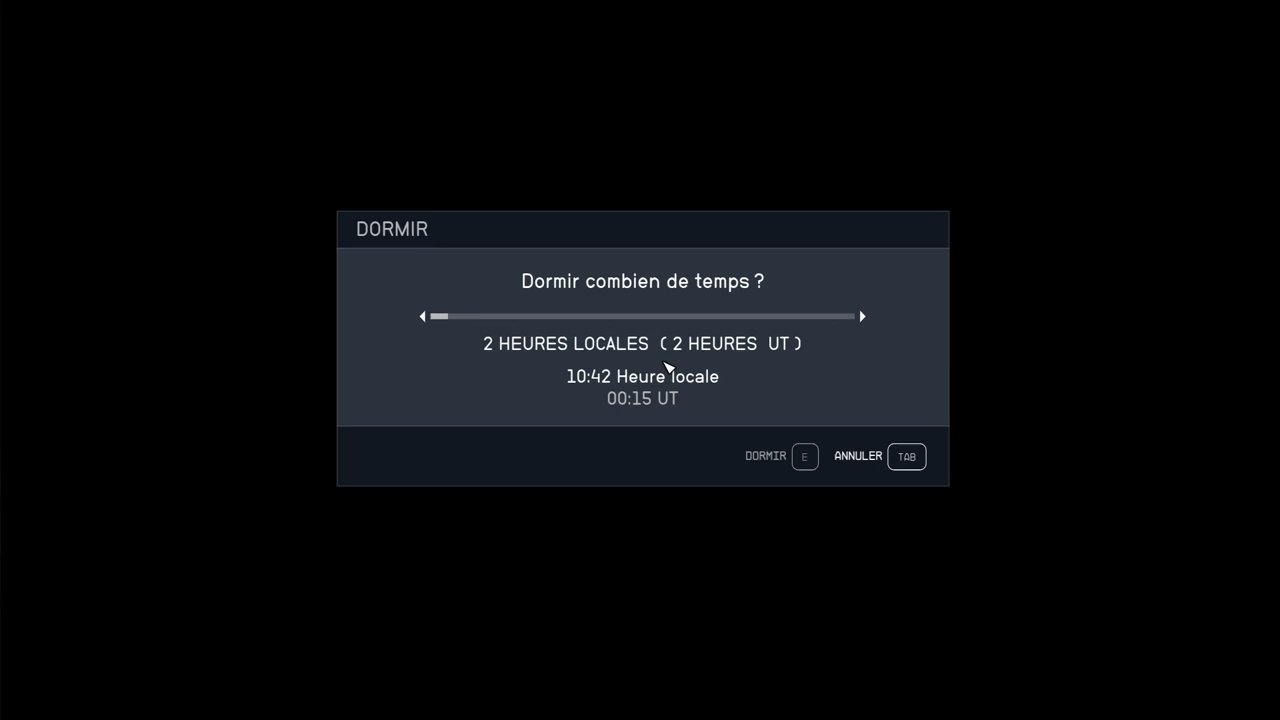 DORMIR
Dormir combien de temps ?
2 HEURES LOCALES ( 2 HEURES UT )
10:42 Heure locale
00:15 UT
DORMIR E ANNULER TAB